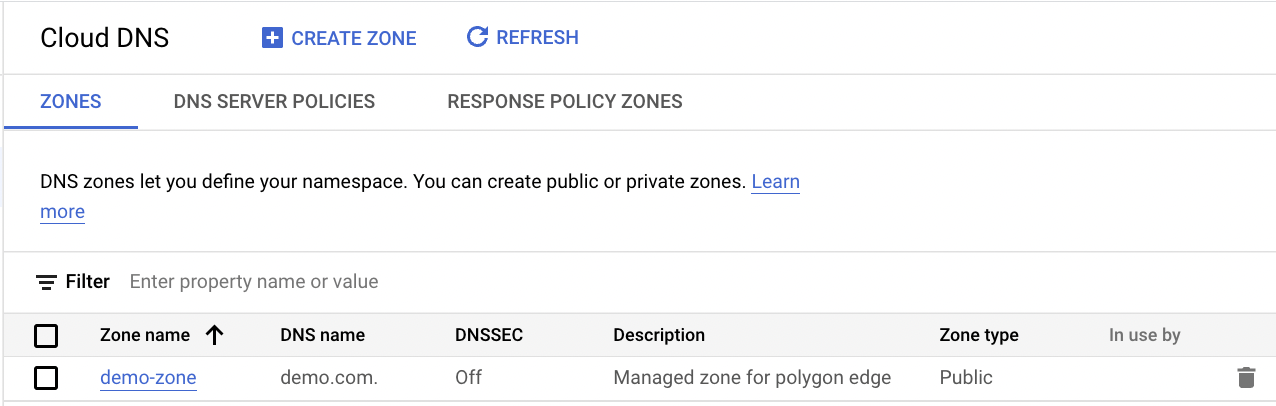 Cloud DNS CREATE ZONE REFRESH
ZONES DNS SERVER POLICIES RESPONSE POLICY ZONES
DNS zones let you define your namespace. You can create public or private zones. Learn
more
Filter Enter property name or value
Zone name DNS name DNSSEC Description Zone type In use by
demo-zone demo.com. Off Managed zone for polygon edge Public